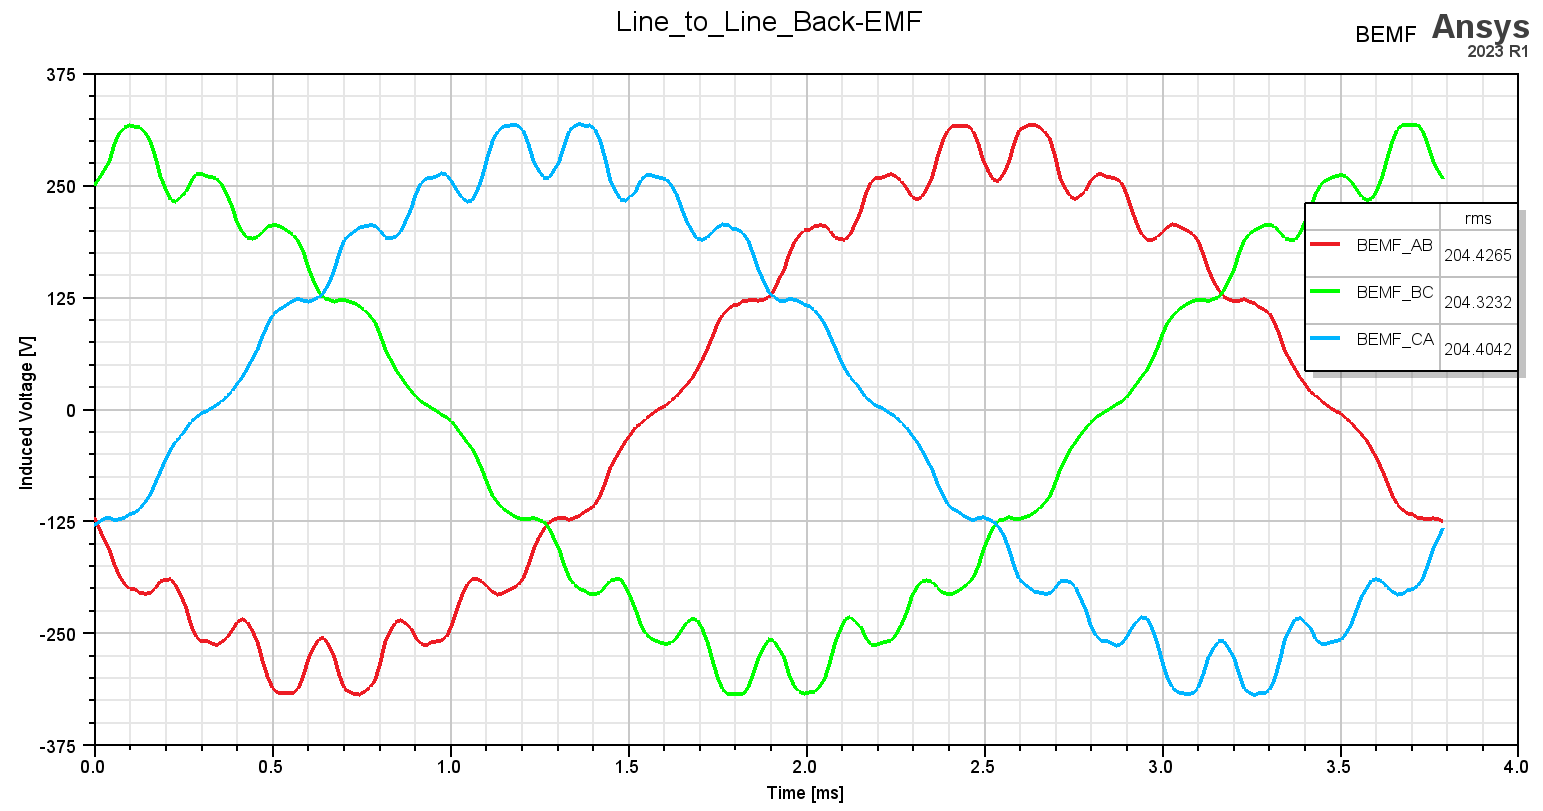 Line_to_Line_Back-EMF
BEMF Ansys
2023 R1
375
250
125
0
-125
-250
-375
Induced Voltage [V]
rms
BEMF_AB 204.4265
BEMF_BC 204.3232
BEMF_CA 204.4042
0.0 0.5 1.0 1.5 2.0 2.5 3.0 3.5 4.0
Time [ms]